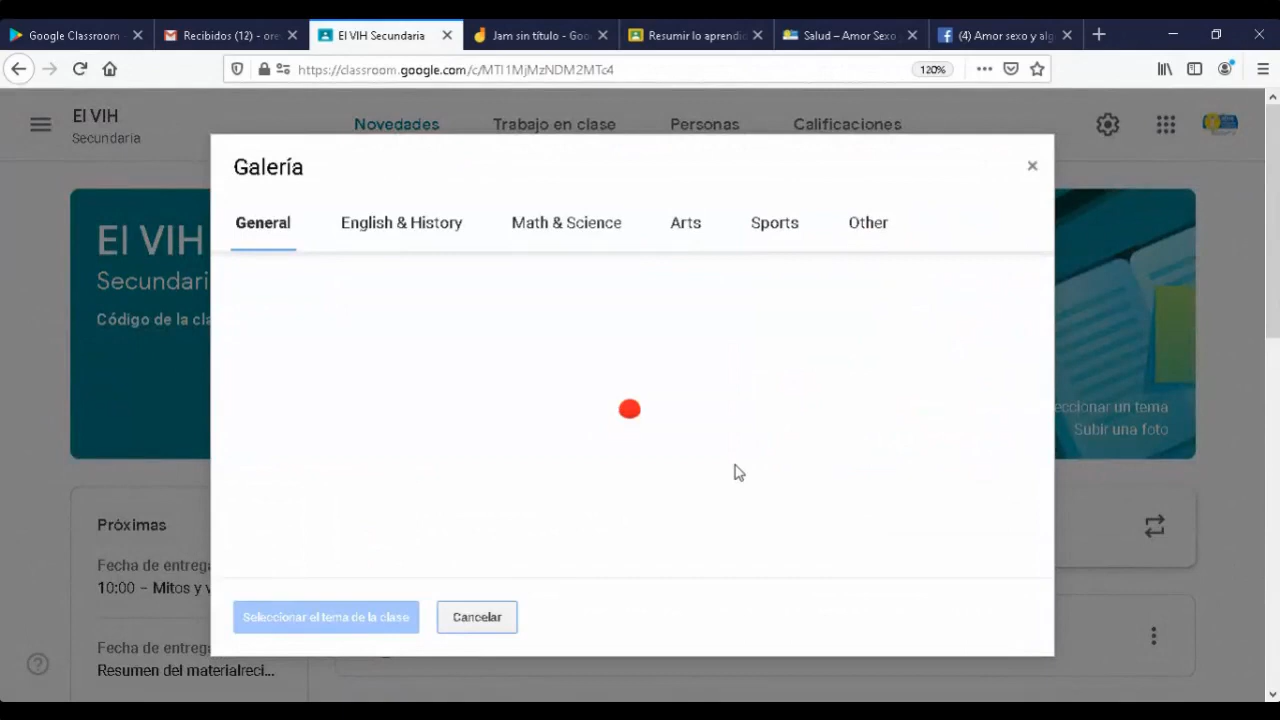 Google Classroom
Recibidos (12) - ore
El VIH Secundaria
Jam sin título - Goo
Resumir lo aprendi
Salud – Amor Sexo y
(4) Amor sexo y alg
https://classroom.google.com/c/MTI1MjMzNDM2MTc4
120%
El VIH
Secundaria
Novedades
Trabajo en clase
Personas
Calificaciones
Galería
General
English & History
Math & Science
Arts
Sports
Other
El VIH
Secundari
Código de la cla
eccionar un tema
Subir una foto
Próximas
Fecha de entrega
10:00 – Mitos y v
Fecha de entrega
Resumen del materialreci...
Seleccionar el tema de la clase
Cancelar